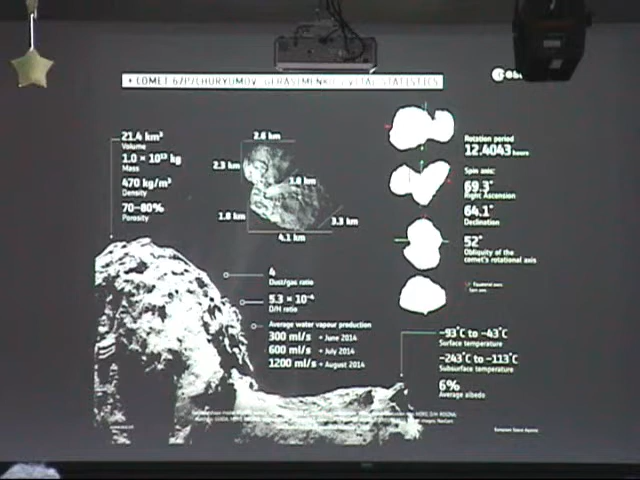 COMET 67P/CHURYUMOV-GERASIMENKO'S VITAL STATISTICS
esa
21.4 km³
Volume
1.0 × 10¹³ kg
Mass
470 kg/m³
Density
70–80%
Porosity
2.6 km
2.3 km
1.8 km
3.3 km
4.1 km
Rotation period
12.4043 hours
Spin axis:
69.3°
Right Ascension
64.1°
Declination
52°
Obliquity of the
comet's rotational axis
Equatorial axes
Spin axis
4
Dust/gas ratio
5.3 × 10⁻⁴
D/H ratio
Average water vapour production
300 ml/s • June 2014
600 ml/s • July 2014
1200 ml/s • August 2014
-93°C to -43°C
Surface temperature
-243°C to -113°C
Subsurface temperature
6%
Average albedo
European Space Agency